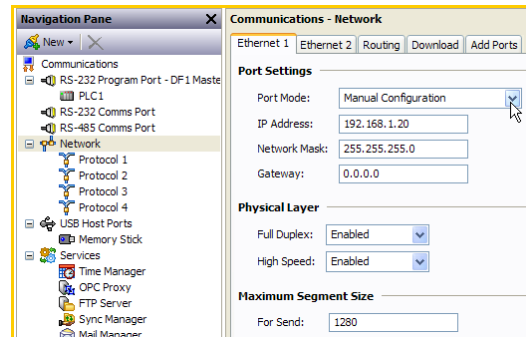 Navigation Pane X
New
Communications
RS-232 Program Port - DF1 Maste
PLC1
RS-232 Comms Port
RS-485 Comms Port
Network
Protocol 1
Protocol 2
Protocol 3
Protocol 4
USB Host Ports
Memory Stick
Services
Time Manager
OPC Proxy
FTP Server
Sync Manager
Mail Manager
Communications - Network
Ethernet 1 Ethernet 2 Routing Download Add Ports
Port Settings
Port Mode: Manual Configuration
IP Address: 192.168.1.20
Network Mask: 255.255.255.0
Gateway: 0.0.0.0
Physical Layer
Full Duplex: Enabled
High Speed: Enabled
Maximum Segment Size
For Send: 1280